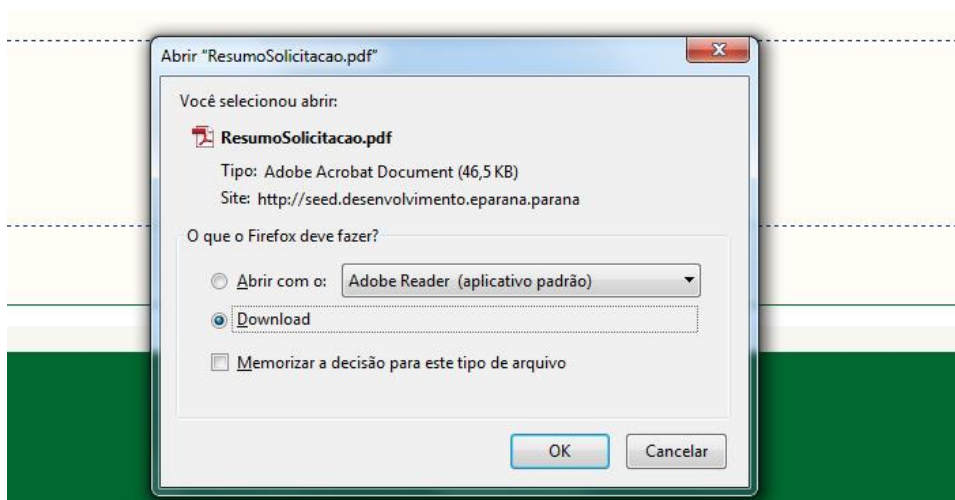 Abrir "ResumoSolicitacao.pdf"
Você selecionou abrir:
ResumoSolicitacao.pdf
Tipo: Adobe Acrobat Document (46,5 KB)
Site: http://seed.desenvolvimento.eparana.parana
O que o Firefox deve fazer?
Abrir com o: Adobe Reader (aplicativo padrão)
Download
Memorizar a decisão para este tipo de arquivo
OK Cancelar